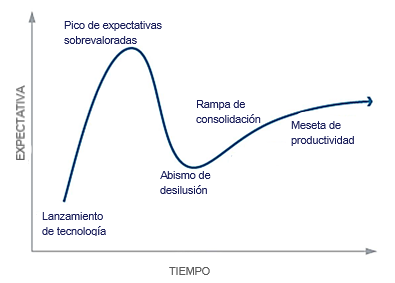 Pico de expectativas
sobrevaloradas
EXPECTATIVA
Rampa de
consolidación
Meseta de
productividad
Abismo de
desilusión
Lanzamiento
de tecnología
TIEMPO